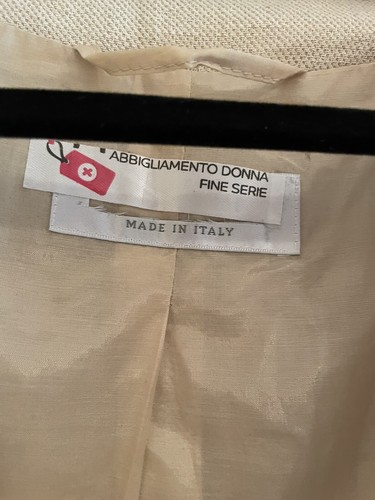 ABBIGLIAMENTO DONNA
FINE SERIE
MADE IN ITALY